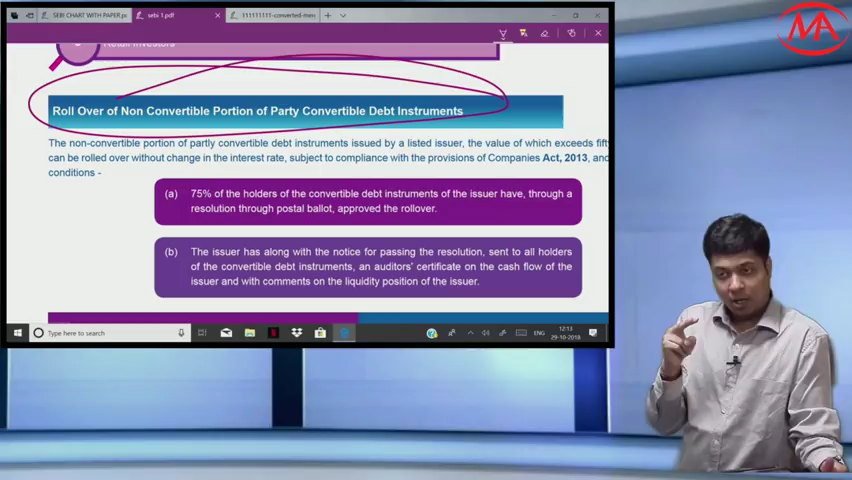 SEBI CHART WITH PAPER pa
sebi 1.pdf
111111111-converted-mer
Retail Investors
MA
Roll Over of Non Convertible Portion of Party Convertible Debt Instruments
The non-convertible portion of partly convertible debt instruments issued by a listed issuer, the value of which exceeds fift
can be rolled over without change in the interest rate, subject to compliance with the provisions of Companies Act, 2013, and
conditions -
(a) 75% of the holders of the convertible debt instruments of the issuer have, through a
resolution through postal ballot, approved the rollover.
(b) The issuer has along with the notice for passing the resolution, sent to all holders
of the convertible debt instruments, an auditors' certificate on the cash flow of the
issuer and with comments on the liquidity position of the issuer.
Type here to search
ENG
12:13
29-10-2018